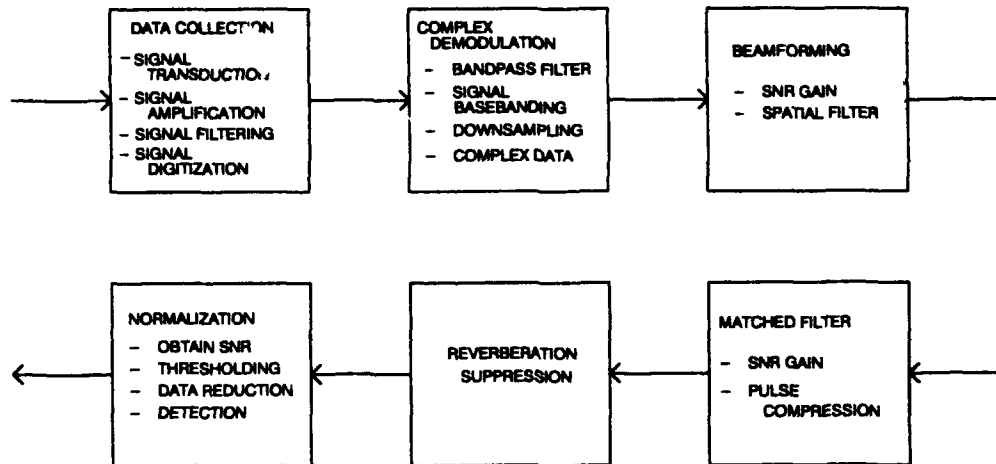 DATA COLLECTION
- SIGNAL
TRANSDUCTION
- SIGNAL
AMPLIFICATION
- SIGNAL FILTERING
- SIGNAL
DIGITIZATION
COMPLEX
DEMODULATION
- BANDPASS FILTER
- SIGNAL
BASEBANDING
- DOWNSAMPLING
- COMPLEX DATA
BEAMFORMING
- SNR GAIN
- SPATIAL FILTER
MATCHED FILTER
- SNR GAIN
- PULSE
COMPRESSION
REVERBERATION
SUPPRESSION
NORMALIZATION
- OBTAIN SNR
- THRESHOLDING
- DATA REDUCTION
- DETECTION